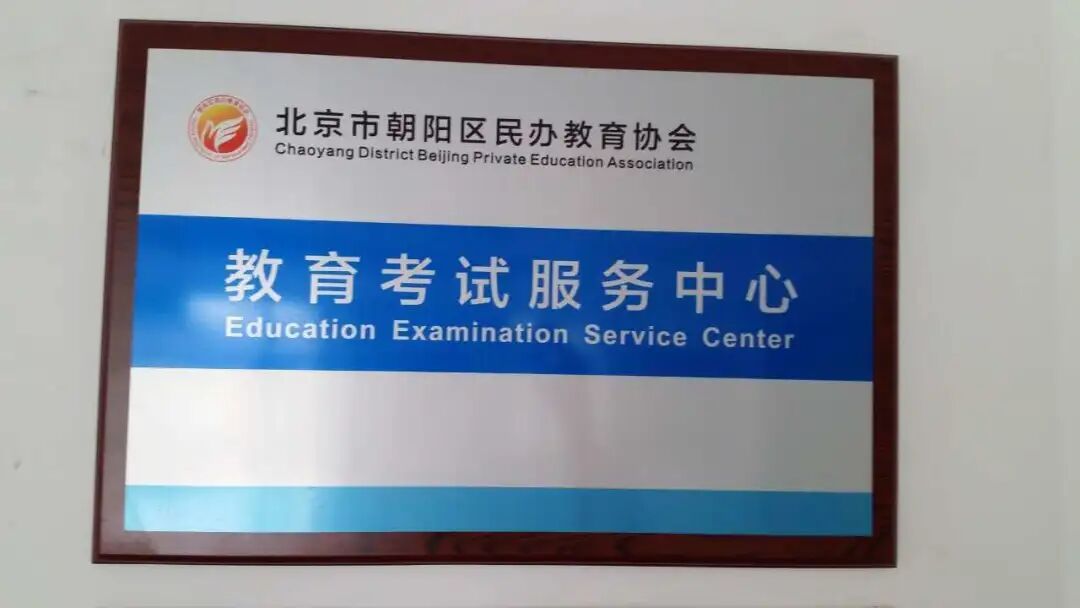 北京市朝阳区民办教育协会
Chaoyang District Beijing Private Education Association
教育考试服务中心
Education Examination Service Center